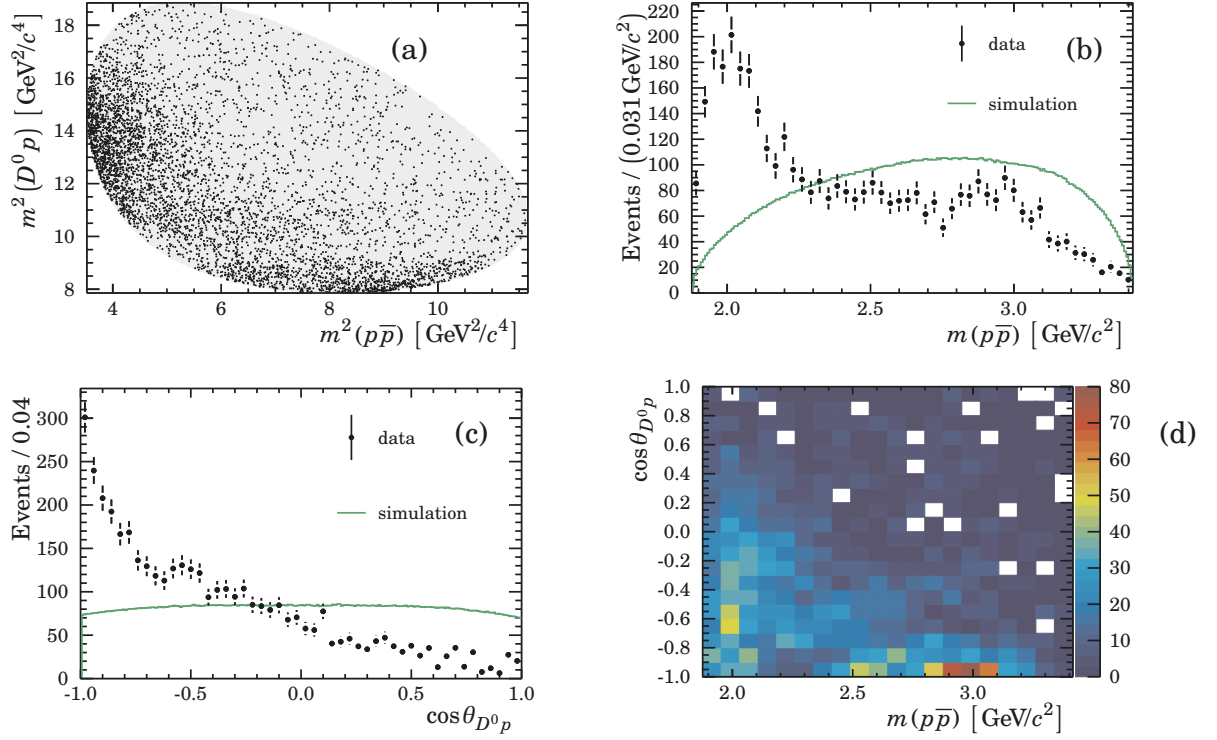 m²(D⁰p) [GeV²/c⁴]
18
16
14
12
10
8
(a)
4 6 8 10
m²(pp̅) [GeV²/c⁴]
Events / (0.031 GeV/c²)
220
200
180
160
140
120
100
80
60
40
20
0
(b)
data
simulation
2.0 2.5 3.0
m(pp̅) [GeV/c²]
Events / 0.04
300
250
200
150
100
50
0
(c)
data
simulation
-1.0 -0.5 0.0 0.5 1.0
cosθ_{D⁰p}
cosθ_{D⁰p}
1.0
0.8
0.6
0.4
0.2
0.0
-0.2
-0.4
-0.6
-0.8
-1.0
2.0 2.5 3.0
m(pp̅) [GeV/c²]
80
70
60
50
40
30
20
10
0
(d)